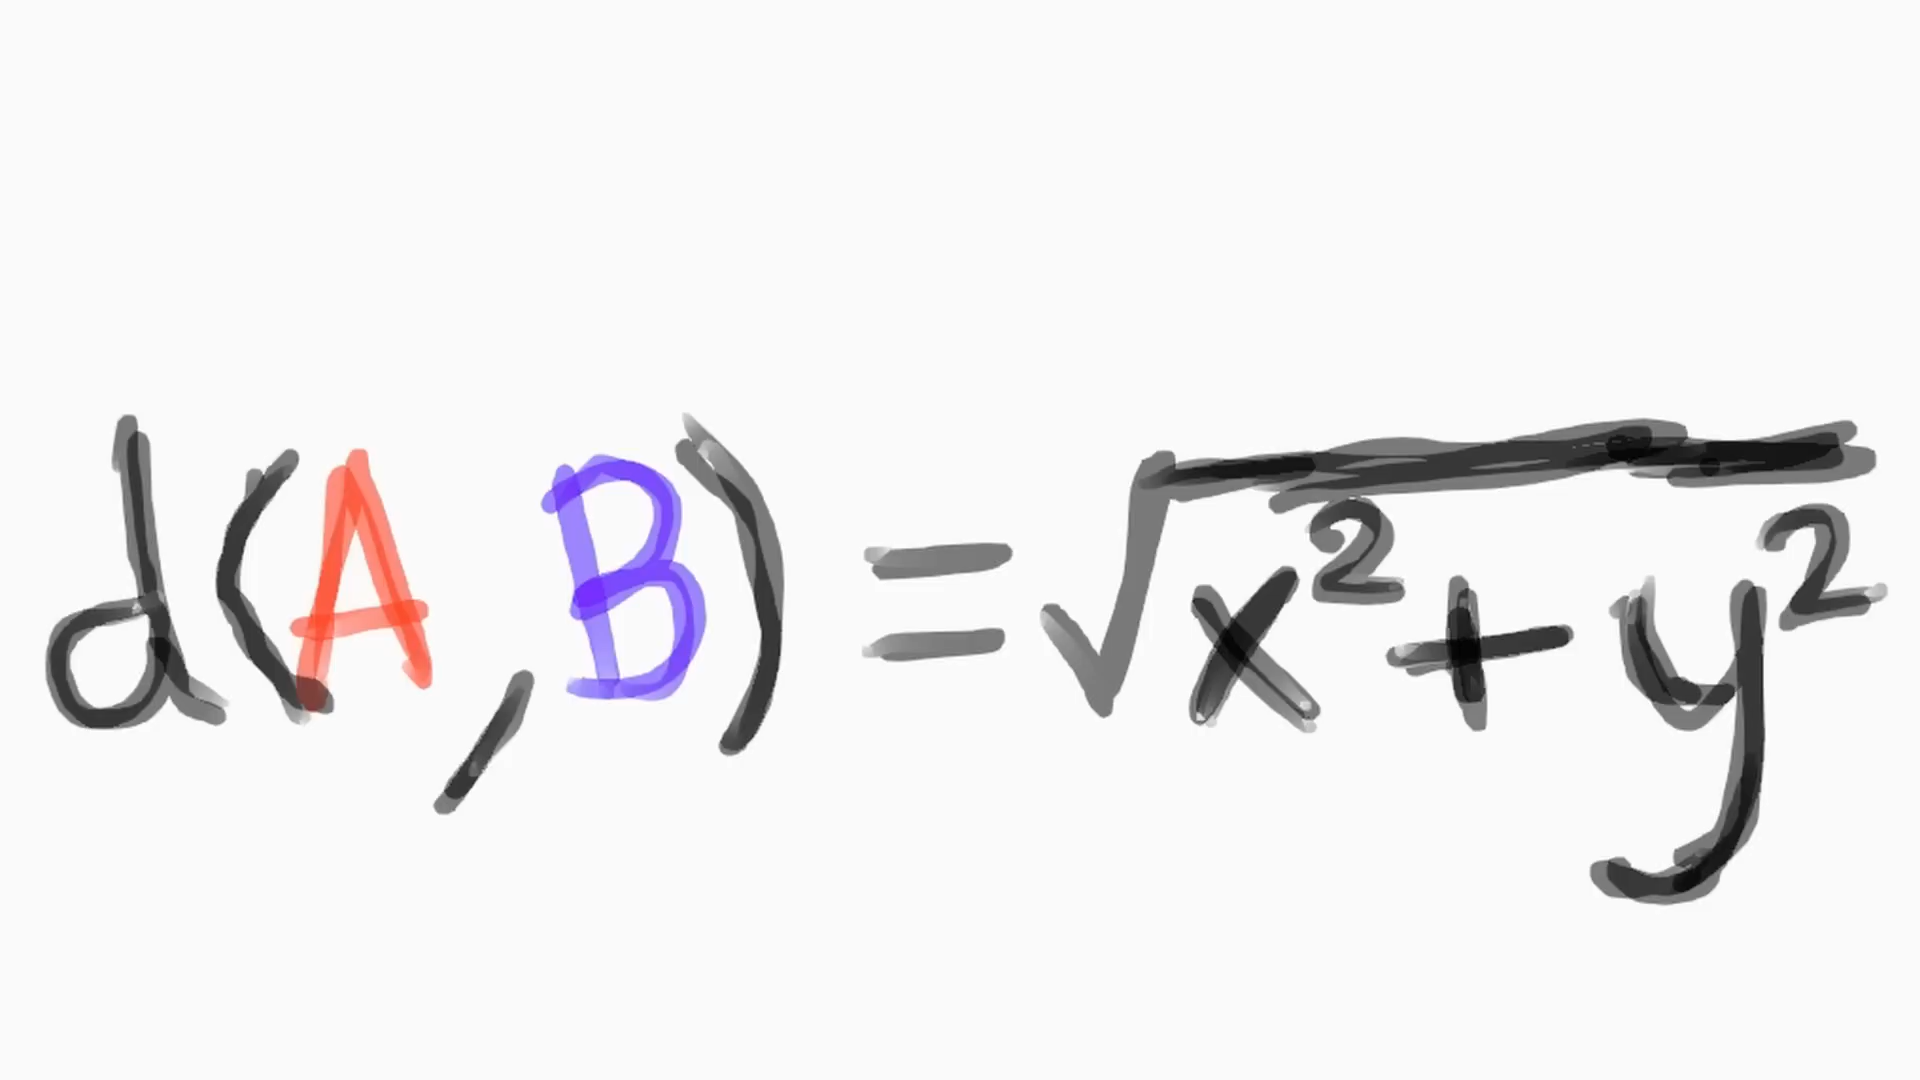 d(A,B) = √x²+y²